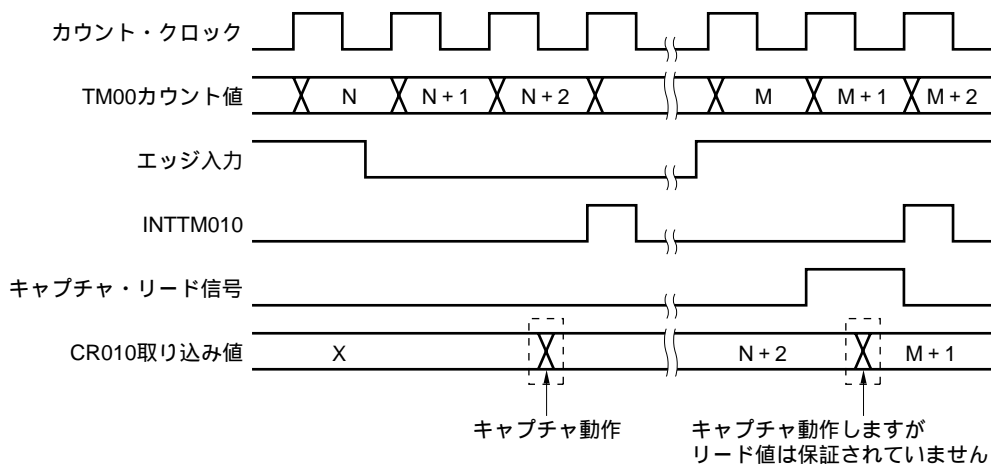 カウント・クロック
TM00カウント値
N
N + 1
N + 2
M
M + 1
M + 2
エッジ入力
INTTM010
キャプチャ・リード信号
CR010取り込み値
X
N + 2
M + 1
キャプチャ動作
キャプチャ動作しますが
リード値は保証されていません